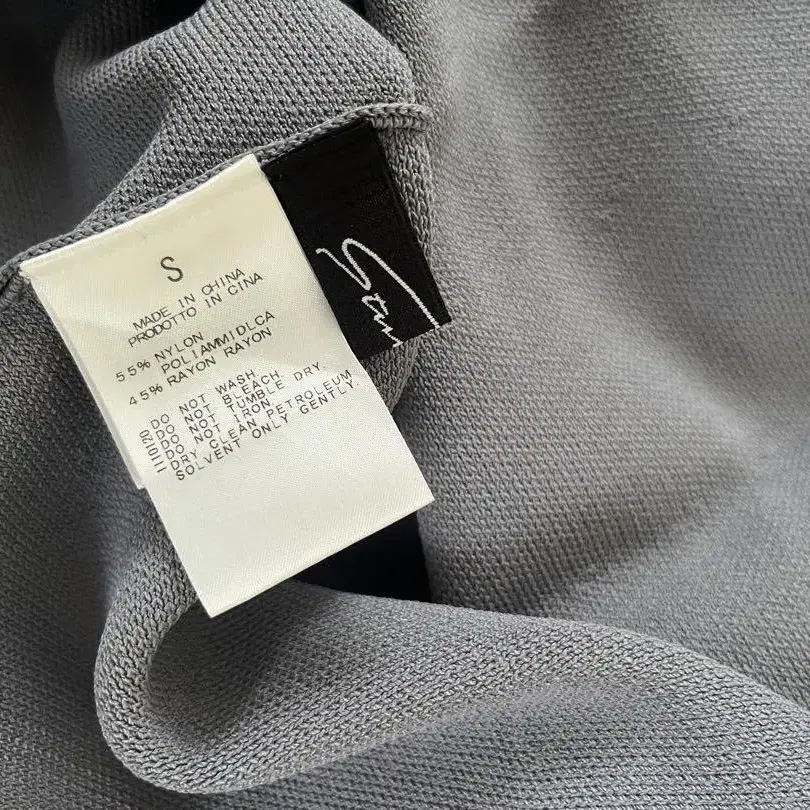 S
MADE IN CHINA
PRODOTTO IN CINA
55% NYLON
POLIAMMIDLCA
45% RAYON RAYON
DO NOT WASH
DO NOT BLEACH
DO NOT TUMBLE DRY.
DO NOT IRON.
DRY CLEAN PETROLEUM
SOLVENT ONLY GENTLY.